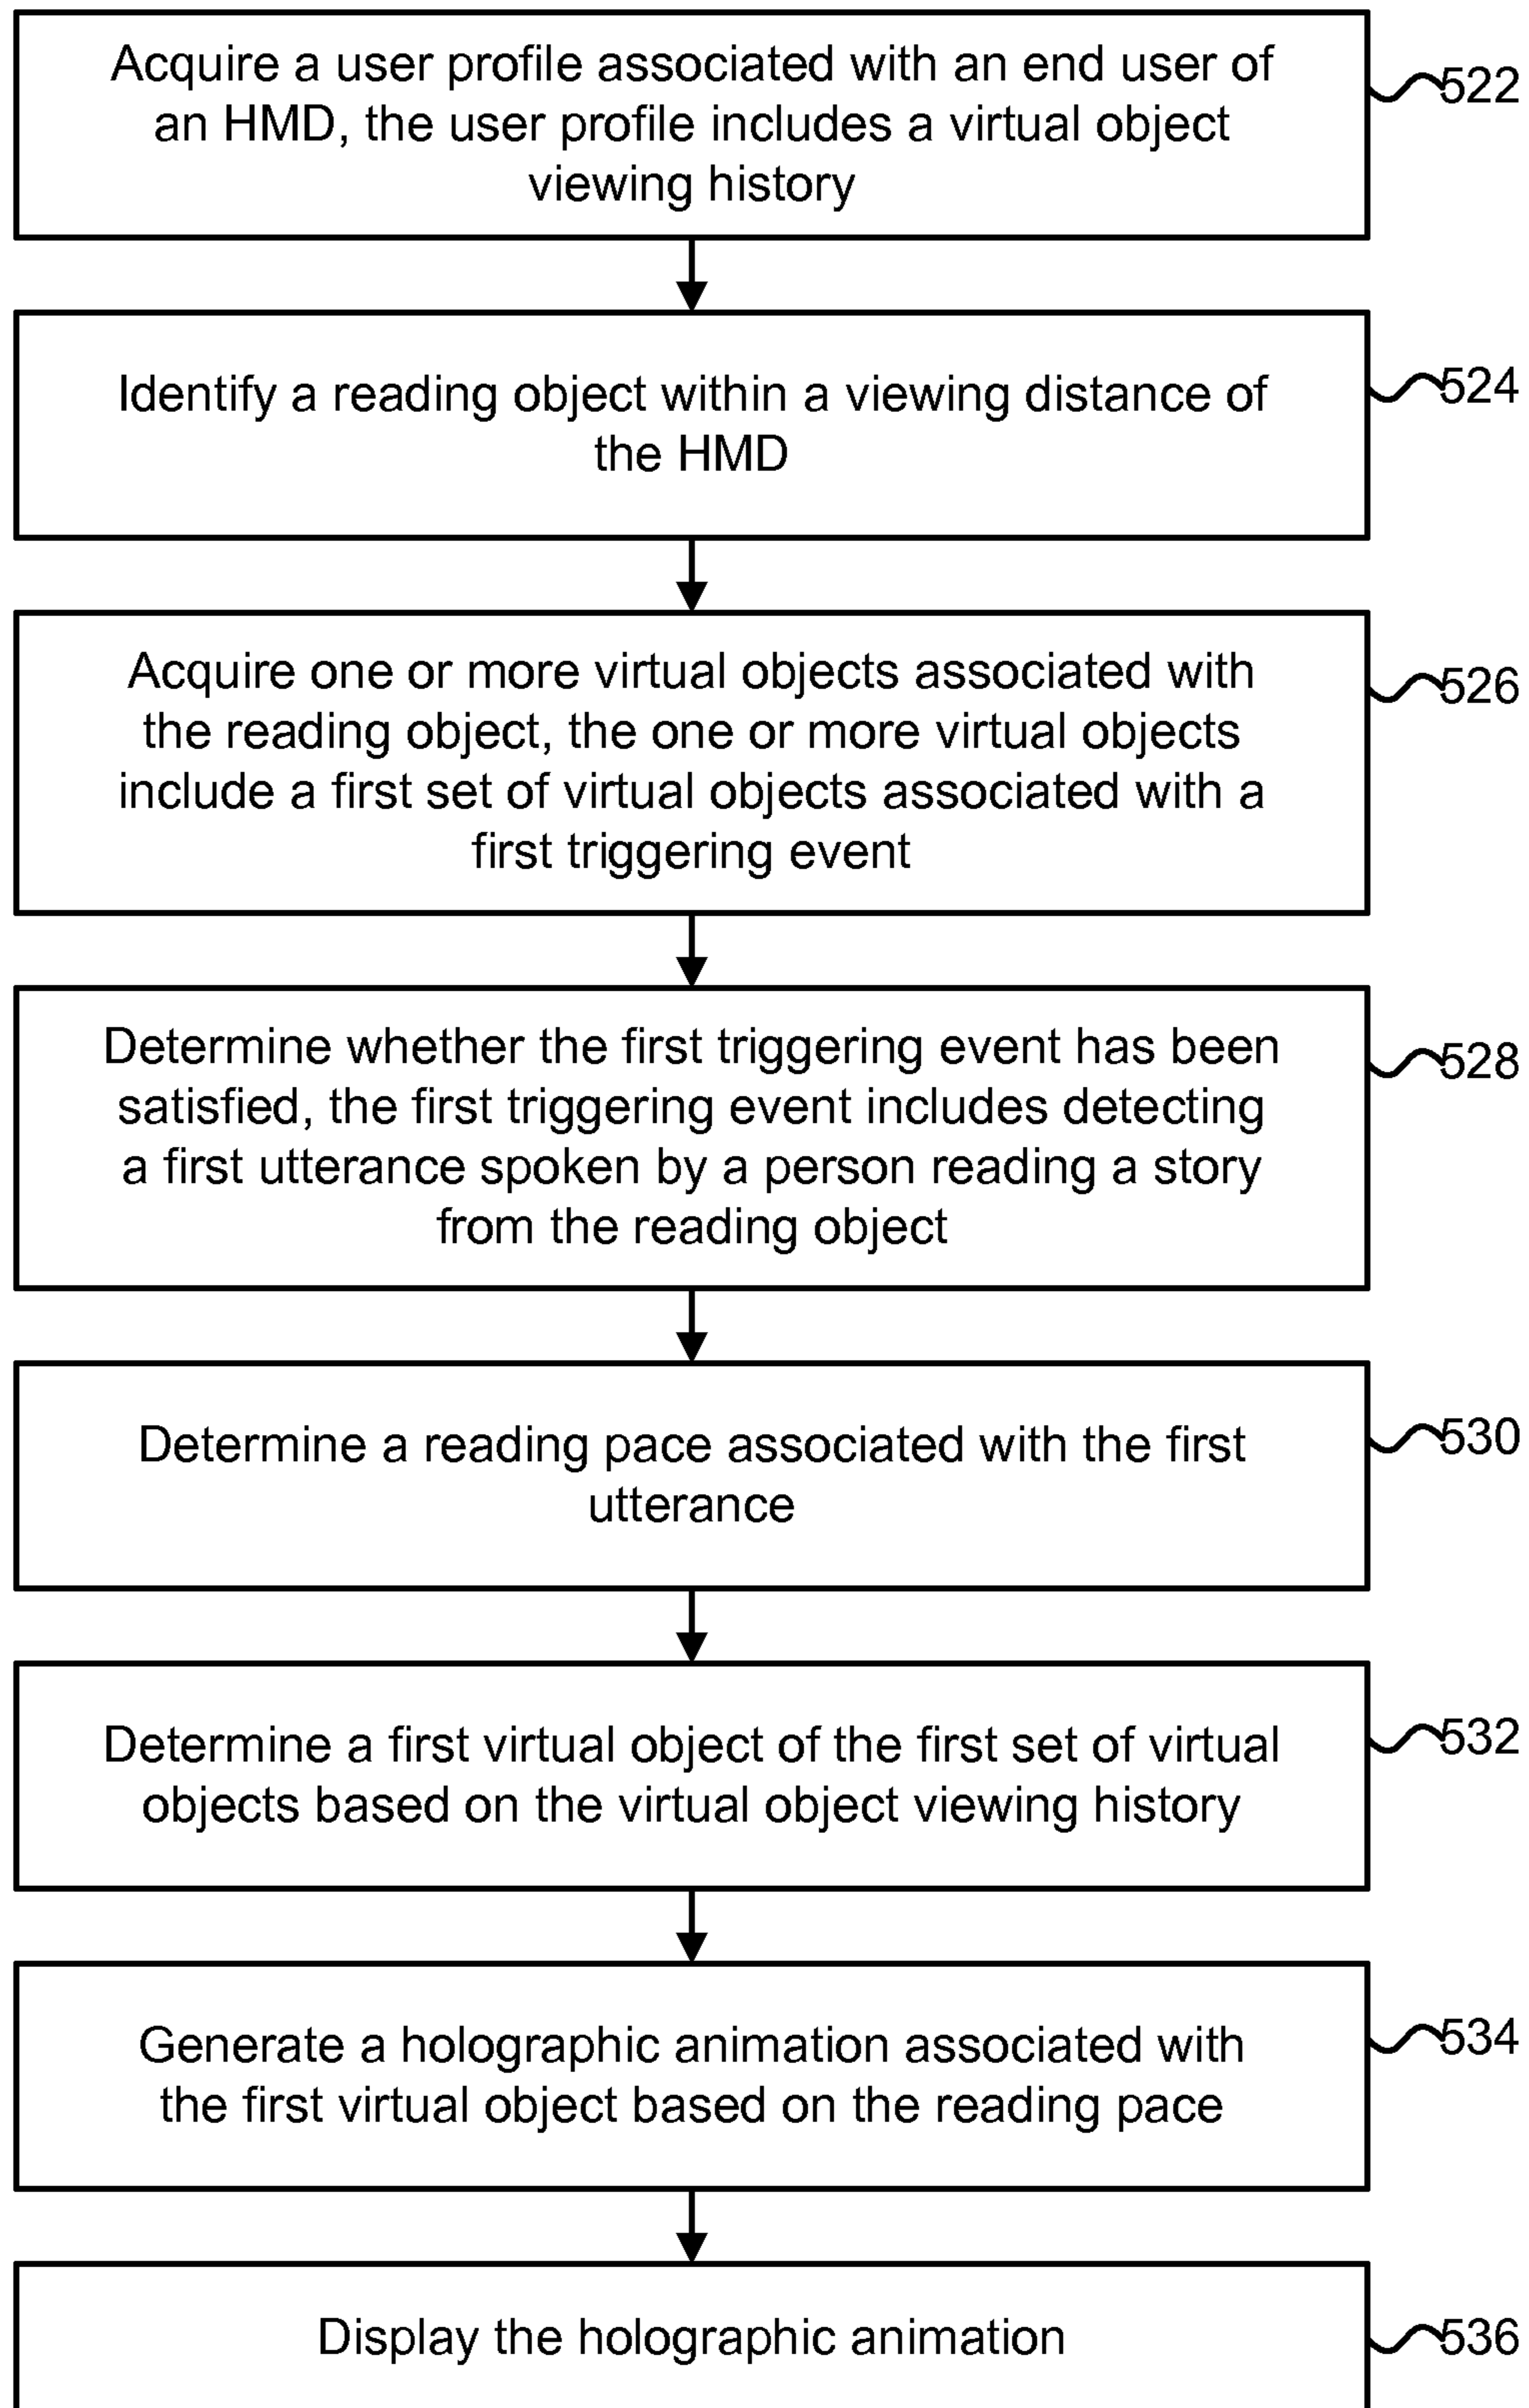 Acquire a user profile associated with an end user of
an HMD, the user profile includes a virtual object
viewing history
522
Identify a reading object within a viewing distance of
the HMD
524
Acquire one or more virtual objects associated with
the reading object, the one or more virtual objects
include a first set of virtual objects associated with a
first triggering event
526
Determine whether the first triggering event has been
satisfied, the first triggering event includes detecting
a first utterance spoken by a person reading a story
from the reading object
528
Determine a reading pace associated with the first
utterance
530
Determine a first virtual object of the first set of virtual
objects based on the virtual object viewing history
532
Generate a holographic animation associated with
the first virtual object based on the reading pace
534
Display the holographic animation
536